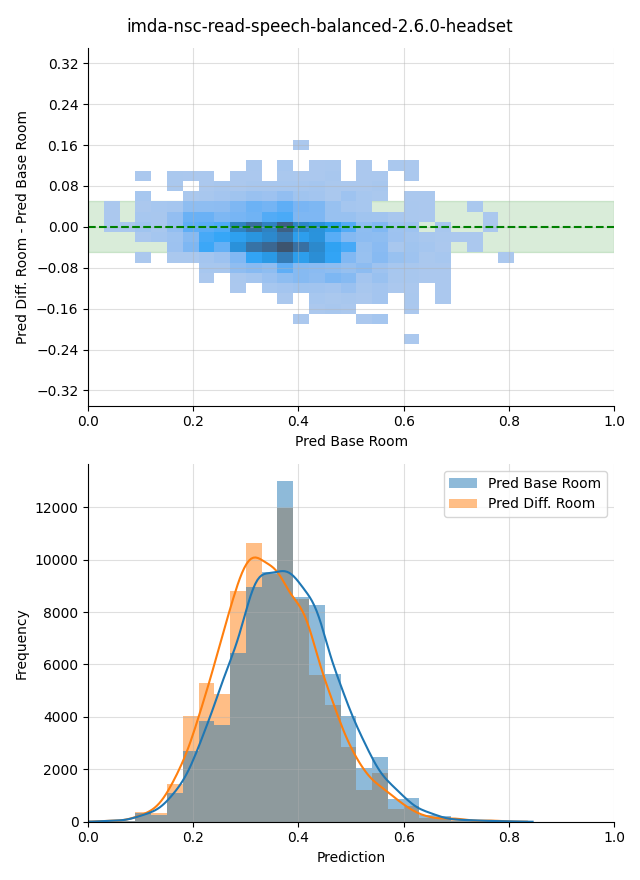 imda-nsc-read-speech-balanced-2.6.0-headset
0.32
0.24
0.16
0.08
0.00
−0.08
−0.16
−0.24
−0.32
Pred Diff. Room - Pred Base Room
0.0 0.2 0.4 0.6 0.8 1.0
Pred Base Room
Pred Base Room
Pred Diff. Room
12000
10000
8000
6000
4000
2000
0
Frequency
0.0 0.2 0.4 0.6 0.8 1.0
Prediction